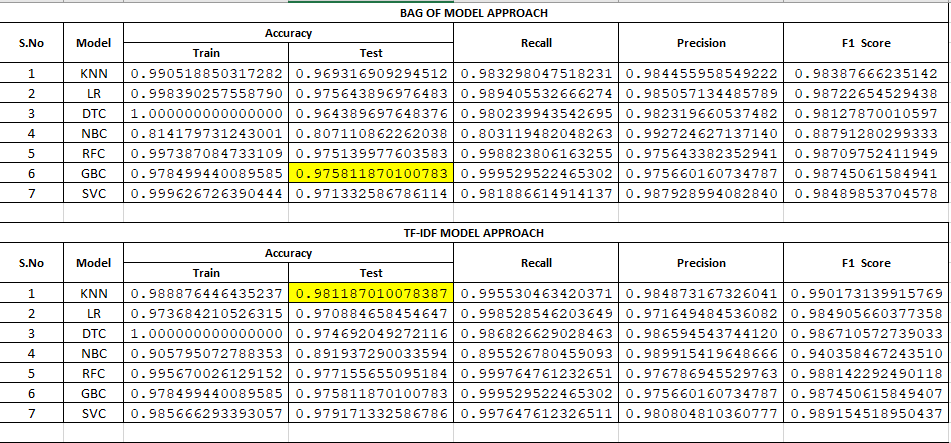 BAG OF MODEL APPROACH
S.No Model Accuracy Recall Precision F1 Score
Train Test
1 KNN 0.990518850317282 0.969316909294512 0.983298047518231 0.984455958549222 0.98387666235142
2 LR 0.998390257558790 0.975643896976483 0.989405532666274 0.985057134485789 0.98722654529438
3 DTC 1.000000000000000 0.964389697648376 0.980239943542695 0.982319660537482 0.98127870010597
4 NBC 0.814179731243001 0.807110862262038 0.803119482048263 0.992724627137140 0.88791280299333
5 RFC 0.997387084733109 0.975139977603583 0.998823806163255 0.975643382352941 0.98709752411949
6 GBC 0.978499440089585 0.975811870100783 0.999529522465302 0.975660160734787 0.98745061584941
7 SVC 0.999626726390444 0.971332586786114 0.981886614914137 0.987928994082840 0.98489853704578
TF-IDF MODEL APPROACH
S.No Model Accuracy Recall Precision F1 Score
Train Test
1 KNN 0.988876446435237 0.981187010078387 0.995530463420371 0.984873167326041 0.990173139915769
2 LR 0.973684210526315 0.970884658454647 0.998528546203649 0.971649484536082 0.984905660377358
3 DTC 1.000000000000000 0.974692049272116 0.986826629028463 0.986594543744120 0.986710572739033
4 NBC 0.905795072788353 0.891937290033594 0.895526780459093 0.989915419648666 0.940358467243510
5 RFC 0.995670026129152 0.977155655095184 0.999764761232651 0.976786945529763 0.988142292490118
6 GBC 0.978499440089585 0.975811870100783 0.999529522465302 0.975660160734787 0.987450615849407
7 SVC 0.985666293393057 0.979171332586786 0.997647612326511 0.980804810360777 0.989154518950437